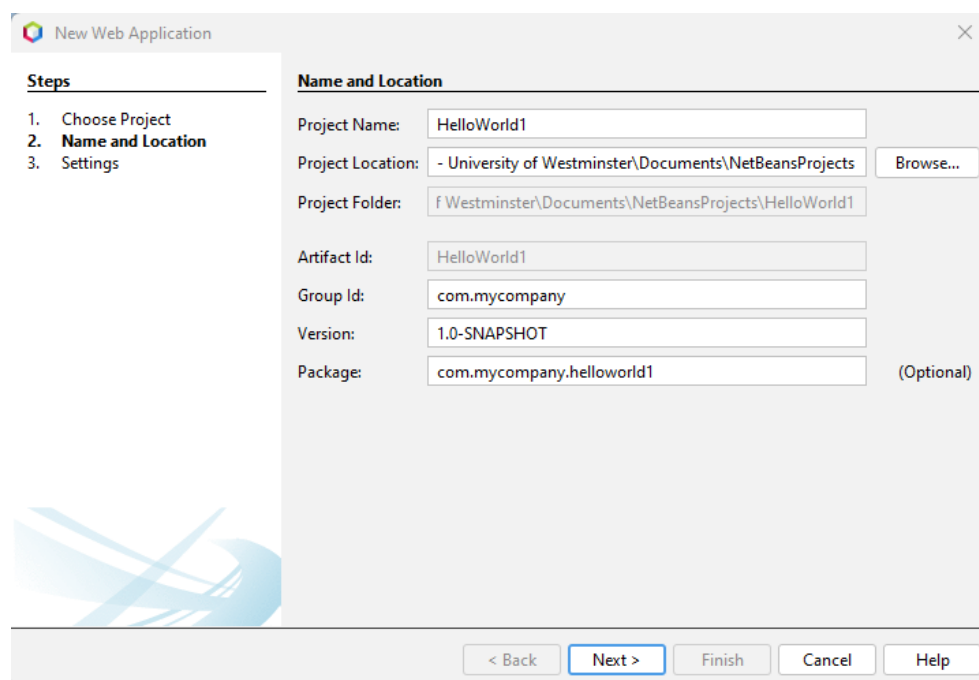 New Web Application
Steps
1. Choose Project
2. Name and Location
3. Settings
Name and Location
Project Name: HelloWorld1
Project Location: - University of Westminster\Documents\NetBeansProjects Browse...
Project Folder: f Westminster\Documents\NetBeansProjects\HelloWorld1
Artifact Id: HelloWorld1
Group Id: com.mycompany
Version: 1.0-SNAPSHOT
Package: com.mycompany.helloworld1 (Optional)
< Back Next > Finish Cancel Help